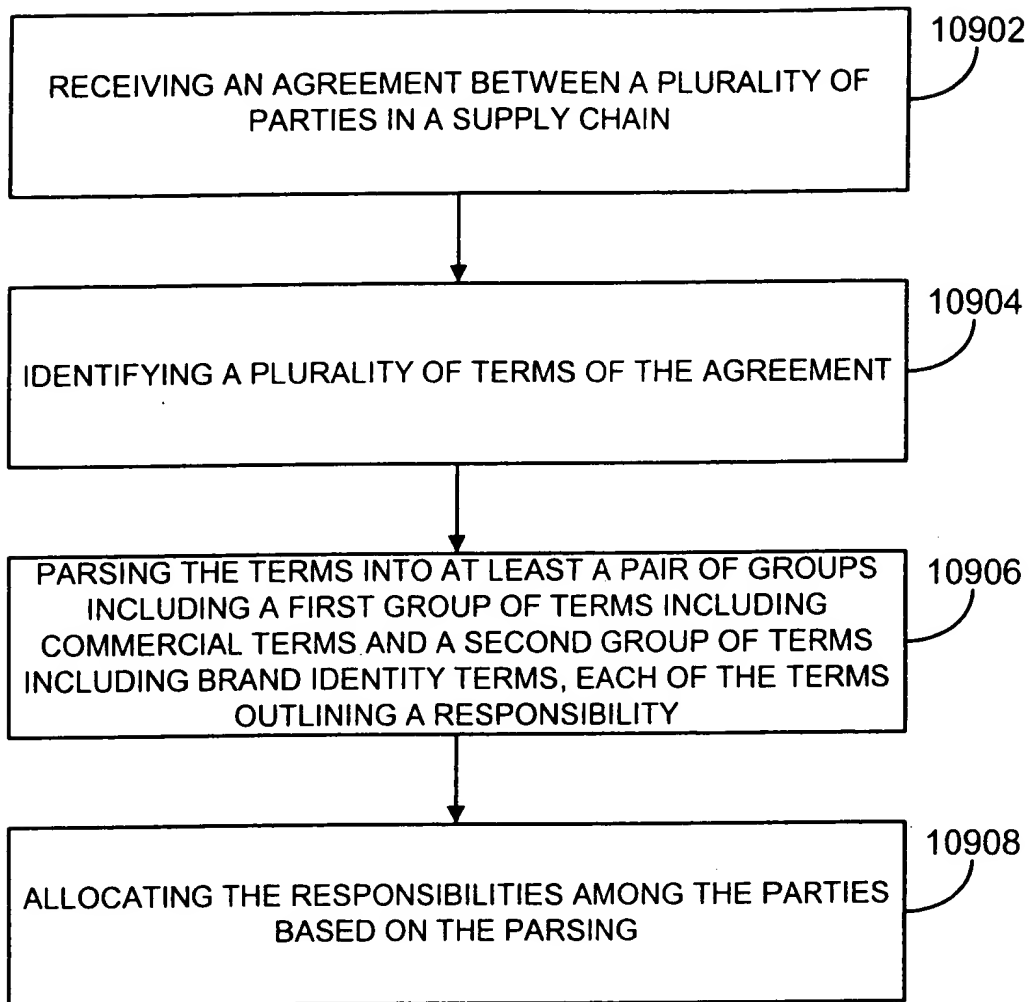 10902
RECEIVING AN AGREEMENT BETWEEN A PLURALITY OF
PARTIES IN A SUPPLY CHAIN
10904
IDENTIFYING A PLURALITY OF TERMS OF THE AGREEMENT
10906
PARSING THE TERMS INTO AT LEAST A PAIR OF GROUPS
INCLUDING A FIRST GROUP OF TERMS INCLUDING
COMMERCIAL TERMS AND A SECOND GROUP OF TERMS
INCLUDING BRAND IDENTITY TERMS, EACH OF THE TERMS
OUTLINING A RESPONSIBILITY
10908
ALLOCATING THE RESPONSIBILITIES AMONG THE PARTIES
BASED ON THE PARSING